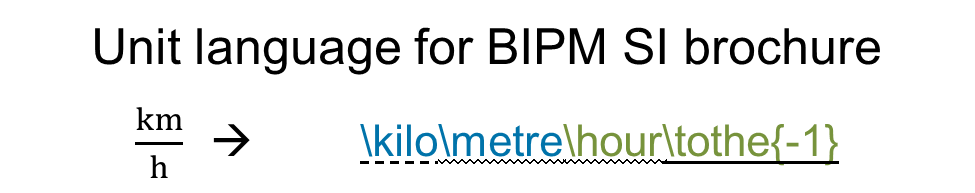 Unit language for BIPM SI brochure
km
h
→ \kilo\metre\hour\tothe{-1}